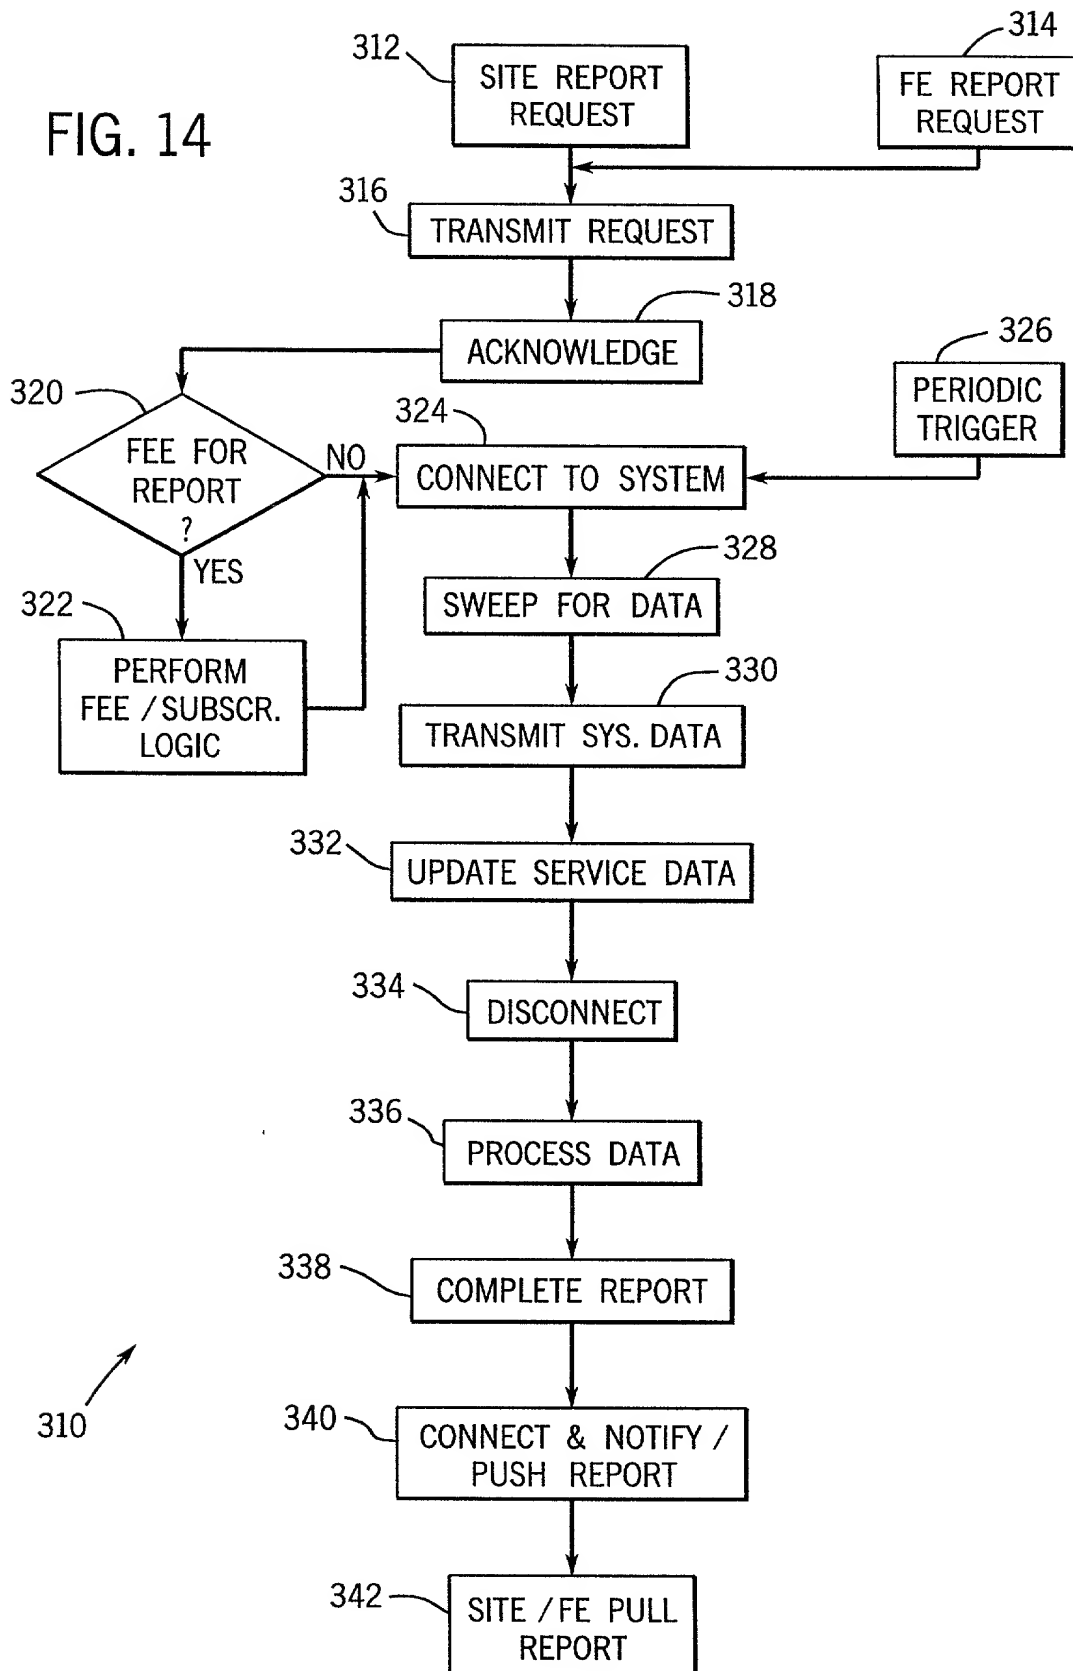 FIG. 14
312
SITE REPORT
REQUEST
314
FE REPORT
REQUEST
316
TRANSMIT REQUEST
318
ACKNOWLEDGE
320
FEE FOR
REPORT
?
NO
YES
322
PERFORM
FEE / SUBSCR.
LOGIC
324
CONNECT TO SYSTEM
326
PERIODIC
TRIGGER
328
SWEEP FOR DATA
330
TRANSMIT SYS. DATA
332
UPDATE SERVICE DATA
334
DISCONNECT
336
PROCESS DATA
338
COMPLETE REPORT
310
340
CONNECT & NOTIFY /
PUSH REPORT
342
SITE / FE PULL
REPORT